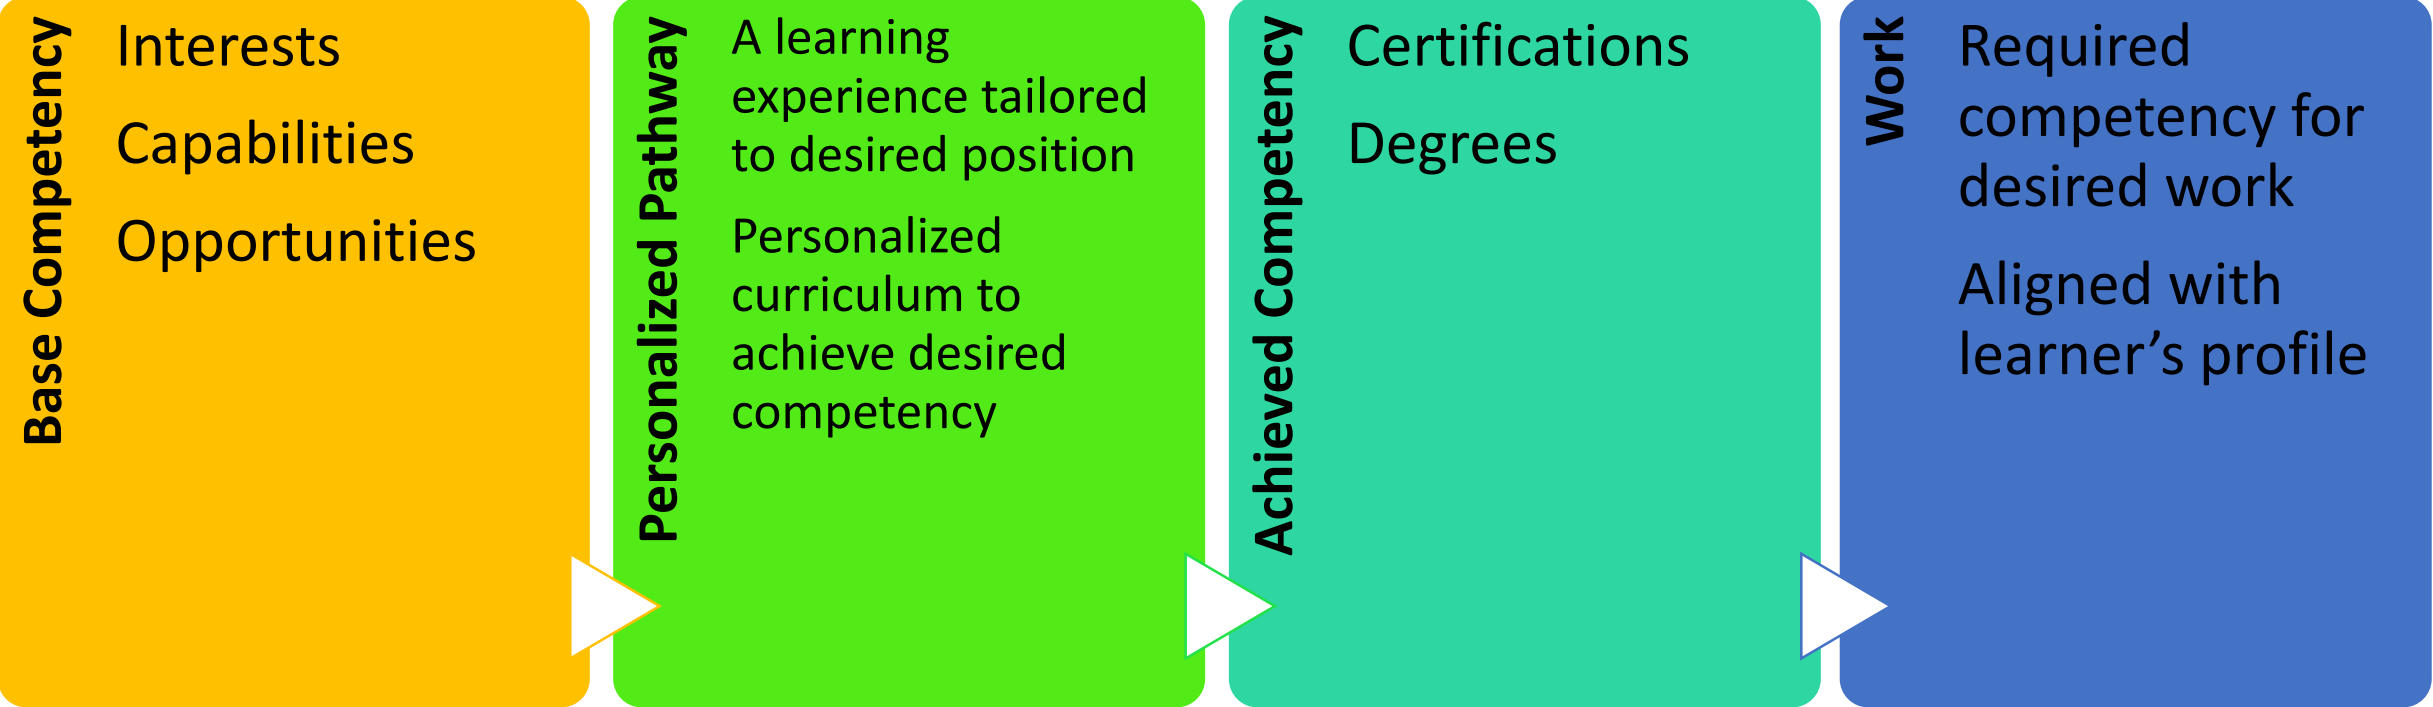 Base Competency
Interests
Capabilities
Opportunities
Personalized Pathway
A learning
experience tailored
to desired position
Personalized
curriculum to
achieve desired
competency
Achieved Competency
Certifications
Degrees
Work
Required
competency for
desired work
Aligned with
learner’s profile